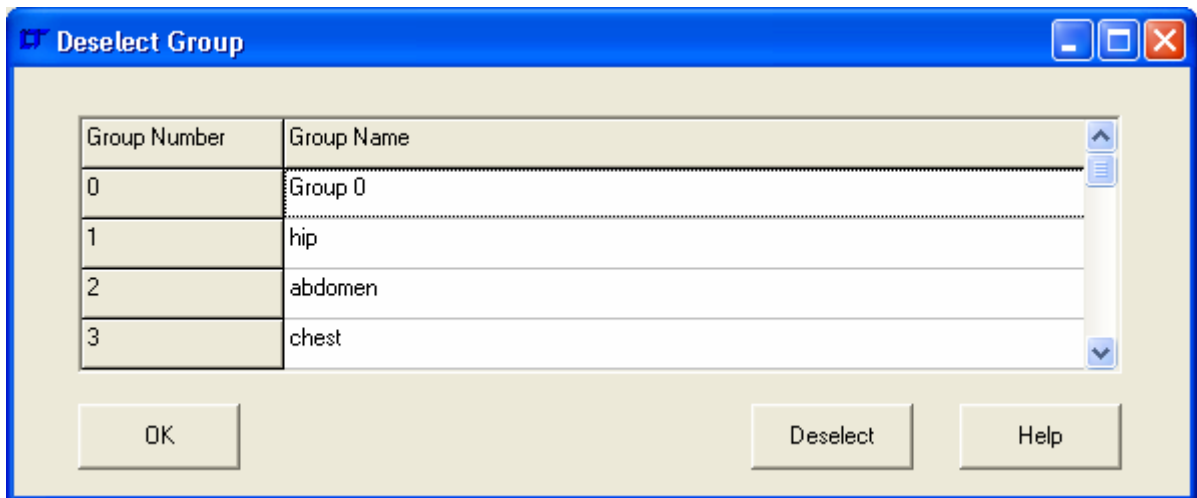 Deselect Group
Group Number Group Name
0 Group 0
1 hip
2 abdomen
3 chest
OK Deselect Help